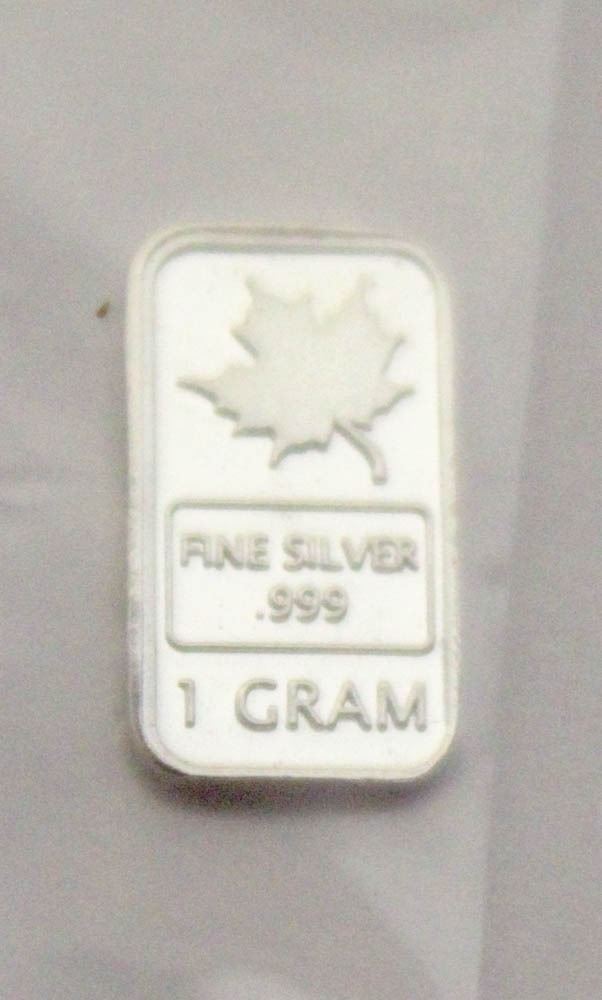 FINE SILVER
.999
1 GRAM